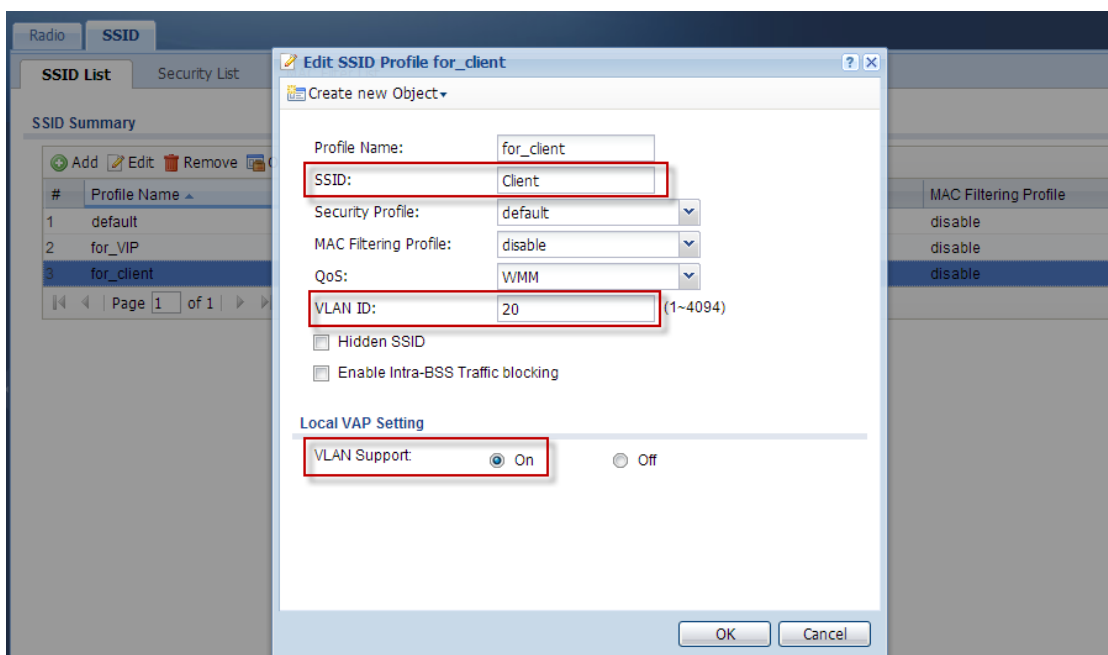 Radio SSID
SSID List Security List
SSID Summary
Add Edit Remove
# Profile Name MAC Filtering Profile
1 default disable
2 for_VIP disable
3 for_client disable
Page 1 of 1
Edit SSID Profile for_client
Create new Object
Profile Name: for_client
SSID: Client
Security Profile: default
MAC Filtering Profile: disable
QoS: WMM
VLAN ID: 20 (1~4094)
Hidden SSID
Enable Intra-BSS Traffic blocking
Local VAP Setting
VLAN Support: On Off
OK Cancel